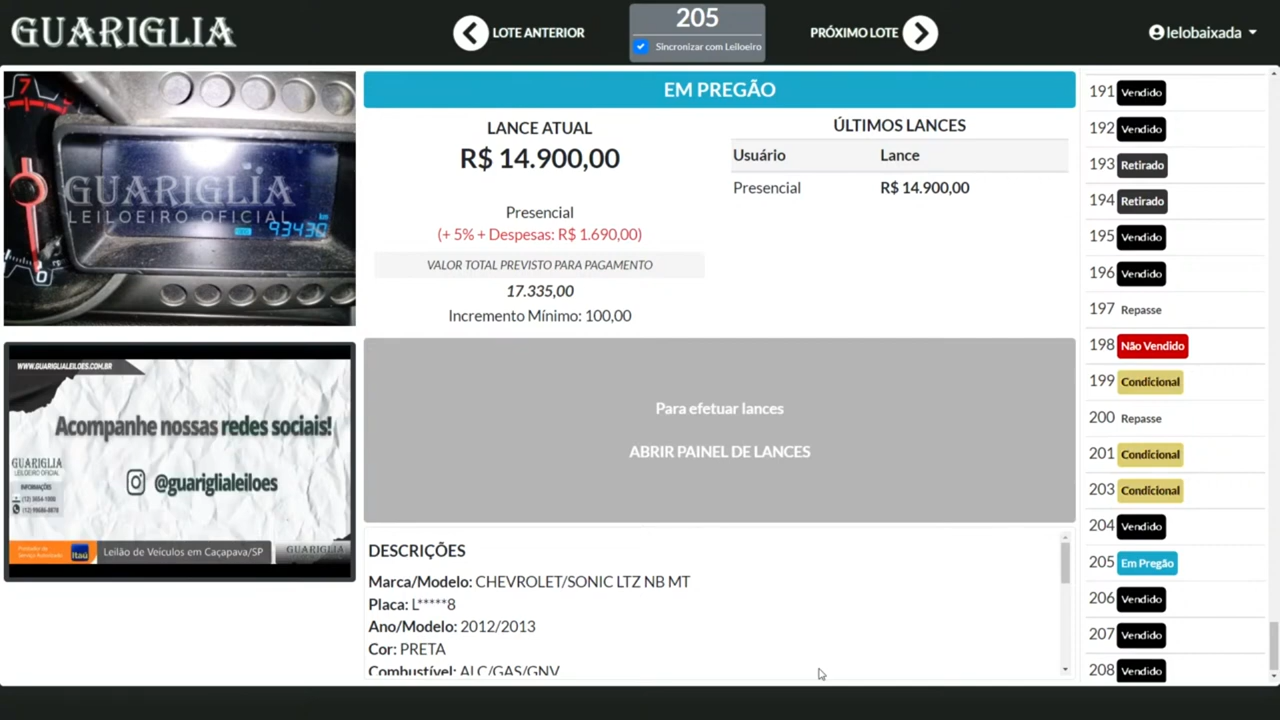 GUARIGLIA
LOTE ANTERIOR
205
Sincronizar com Leiloeiro
PRÓXIMO LOTE
lelobaixada
7
0
GUARIGLIA
LEILOEIRO OFICIAL
km
93430
EM PREGÃO
LANCE ATUAL
R$ 14.900,00
Presencial
(+ 5% + Despesas: R$ 1.690,00)
VALOR TOTAL PREVISTO PARA PAGAMENTO
17.335,00
Incremento Mínimo: 100,00
ÚLTIMOS LANCES
Usuário Lance
Presencial R$ 14.900,00
Para efetuar lances
ABRIR PAINEL DE LANCES
WWW.GUARIGLIALEILOES.COM.BR
Acompanhe nossas redes sociais!
@guariglialeiloes
GUARIGLIA
LEILOEIRO OFICIAL
INFORMAÇÕES
Itaú
Leilão de Veículos em Caçapava/SP
GUARIGLIA
DESCRIÇÕES
Marca/Modelo: CHEVROLET/SONIC LTZ NB MT
Placa: L*****8
Ano/Modelo: 2012/2013
Cor: PRETA
Combustível: ALC/GAS/GNV
191 Vendido
192 Vendido
193 Retirado
194 Retirado
195 Vendido
196 Vendido
197 Repasse
198 Não Vendido
199 Condicional
200 Repasse
201 Condicional
203 Condicional
204 Vendido
205 Em Pregão
206 Vendido
207 Vendido
208 Vendido